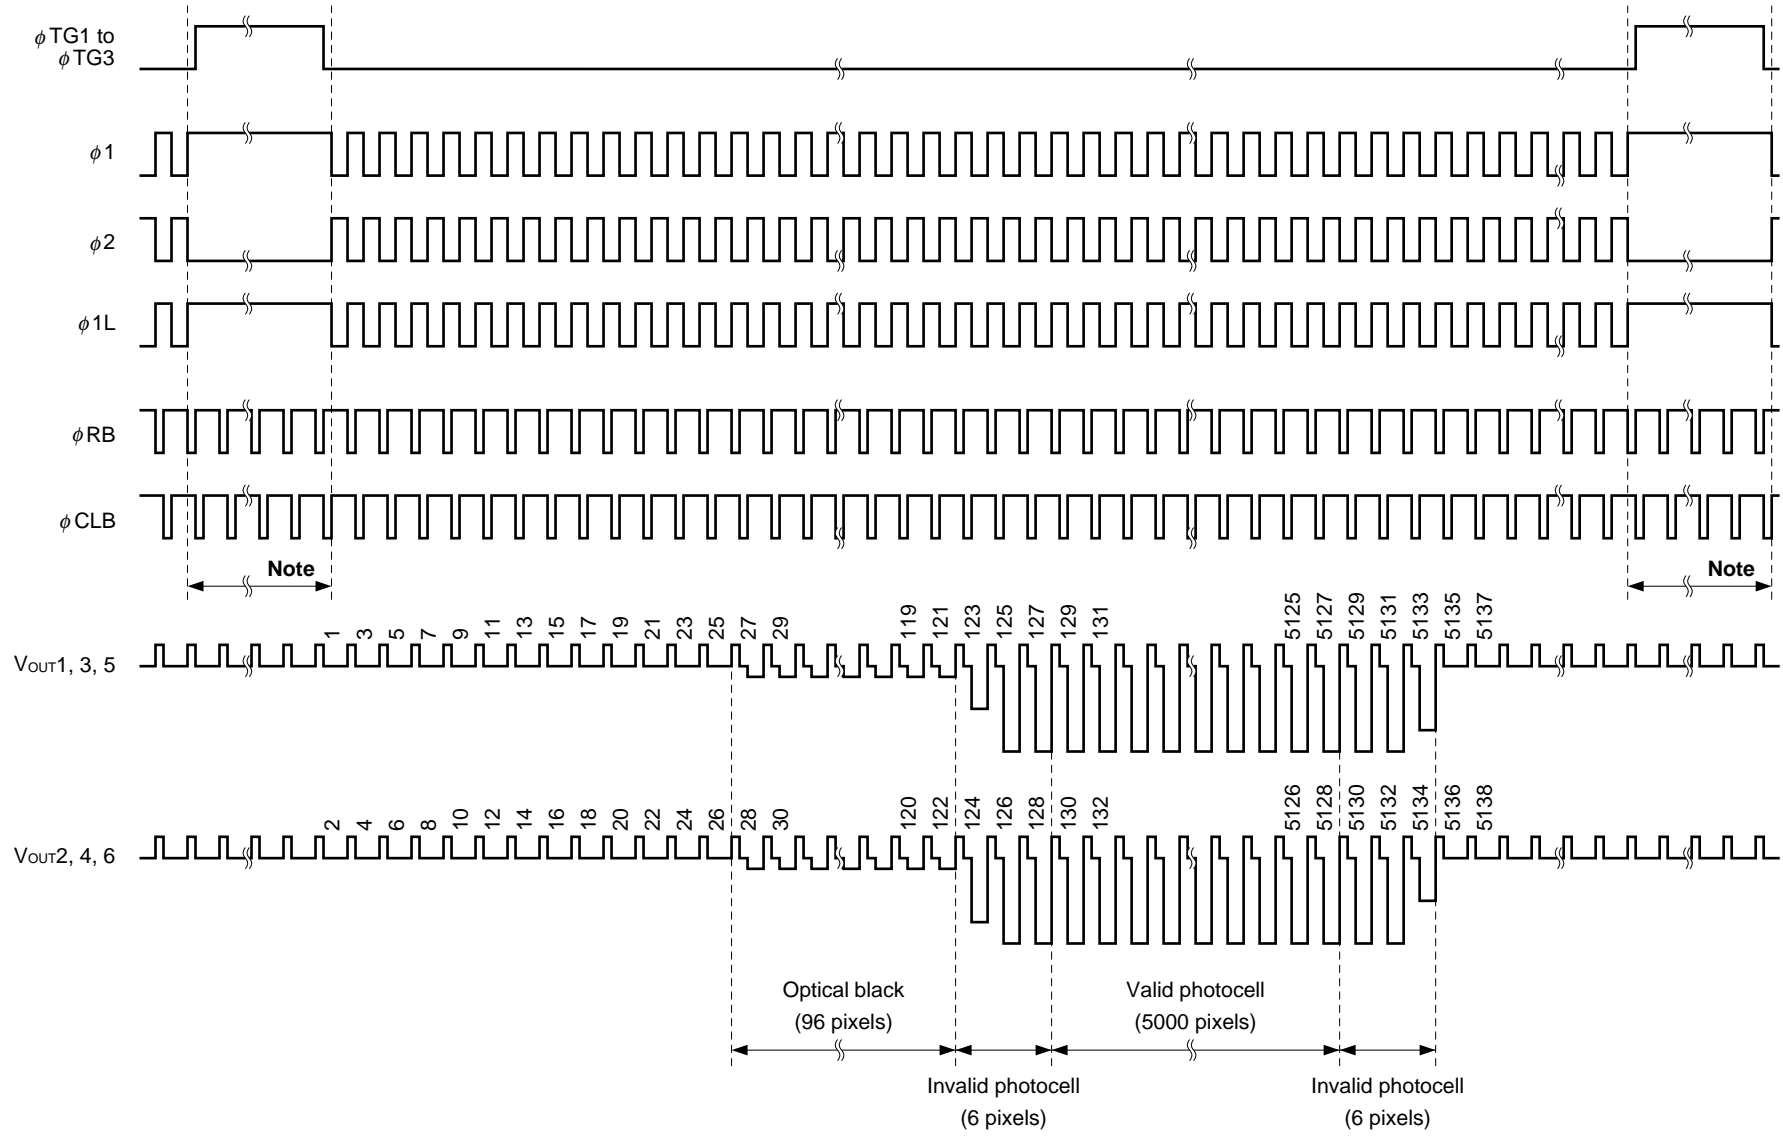 φTG1 to
φTG3
φ1
φ2
φ1L
φRB
φCLB
Note
Note
VOUT1, 3, 5
1 3 5 7 9 11 13 15 17 19 21 23 25 27 29 119 121 123 125 127 129 131 5125 5127 5129 5131 5133 5135 5137
VOUT2, 4, 6
2 4 6 8 10 12 14 16 18 20 22 24 26 28 30 120 122 124 126 128 130 132 5126 5128 5130 5132 5134 5136 5138
Optical black
(96 pixels)
Valid photocell
(5000 pixels)
Invalid photocell
(6 pixels)
Invalid photocell
(6 pixels)